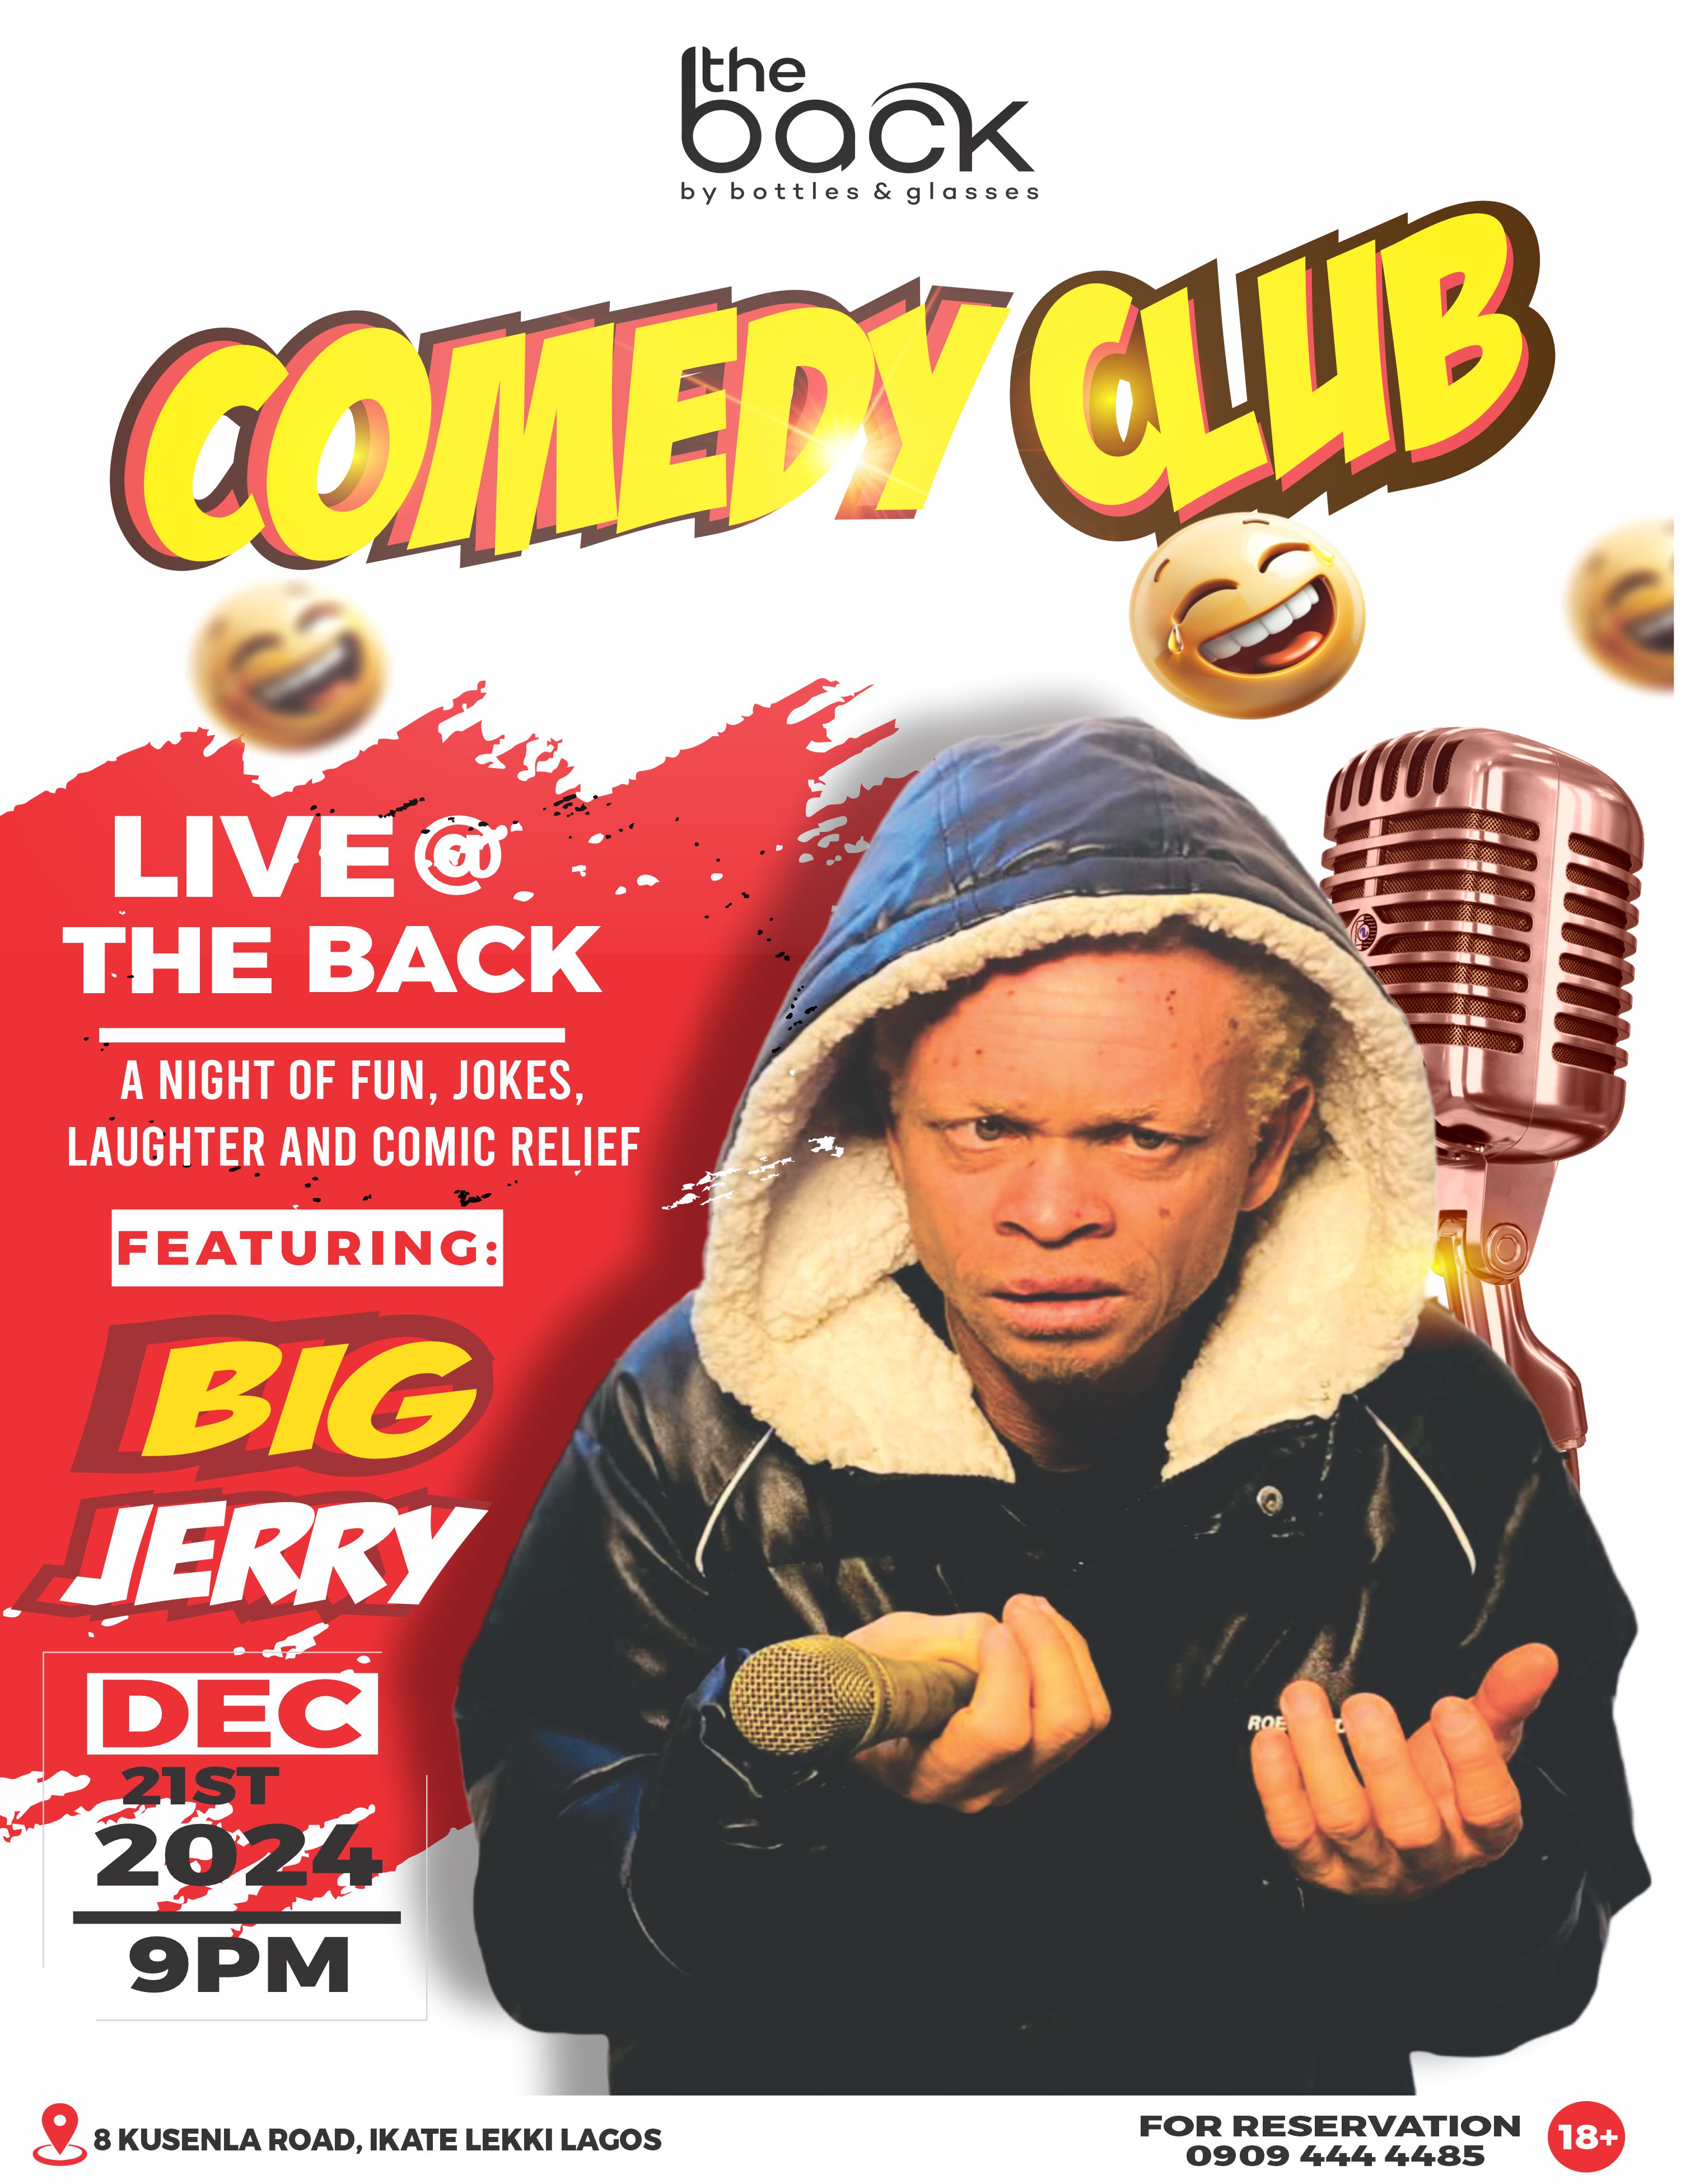 the
back
by bottles & glasses
COMEDY CLUB
LIVE @
THE BACK
A NIGHT OF FUN, JOKES,
LAUGHTER AND COMIC RELIEF
FEATURING:
BIG
JERRY
DEC
21ST
2024
9PM
8 KUSENLA ROAD, IKATE LEKKI LAGOS
FOR RESERVATION
0909 444 4485
18+